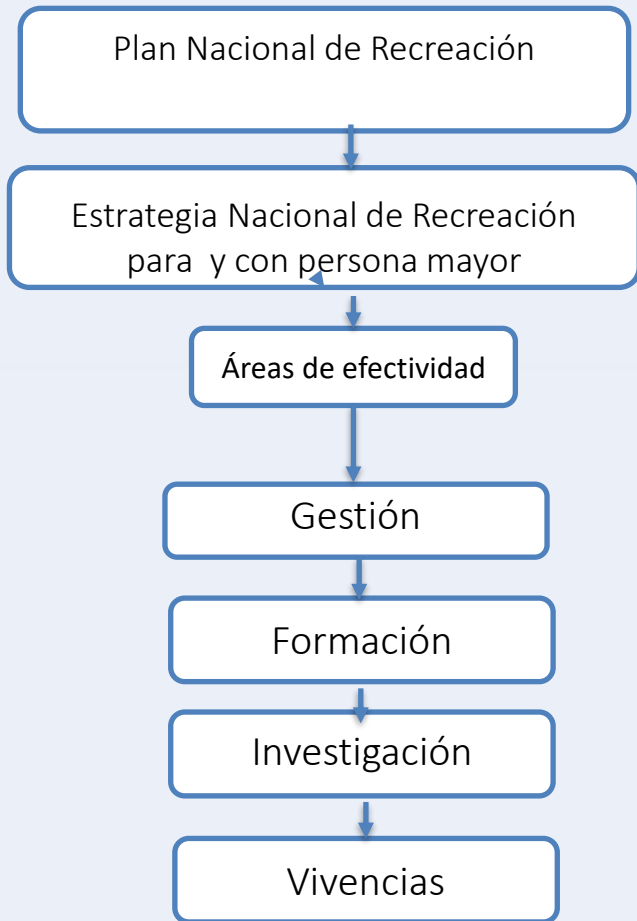 Plan Nacional de Recreación
Estrategia Nacional de Recreación
para y con persona mayor
Áreas de efectividad
Gestión
Formación
Investigación
Vivencias